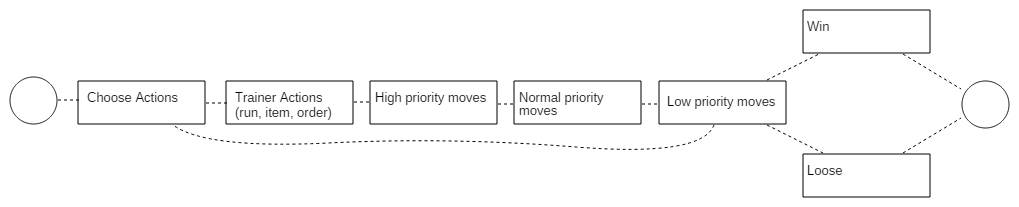 Choose Actions
Trainer Actions
(run, item, order)
High priority moves
Normal priority
moves
Low priority moves
Win
Loose